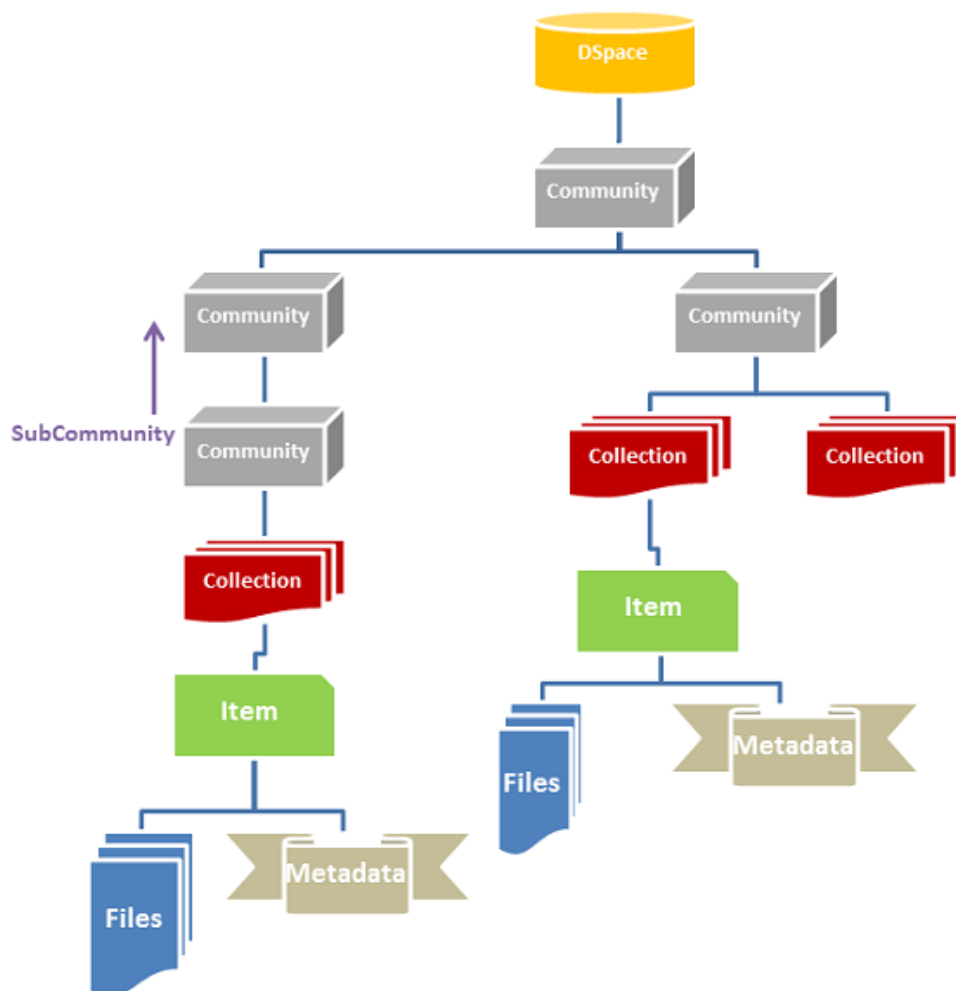 DSpace
Community
Community
Community
SubCommunity
Community
Collection
Collection
Collection
Item
Item
Files
Metadata
Files
Metadata